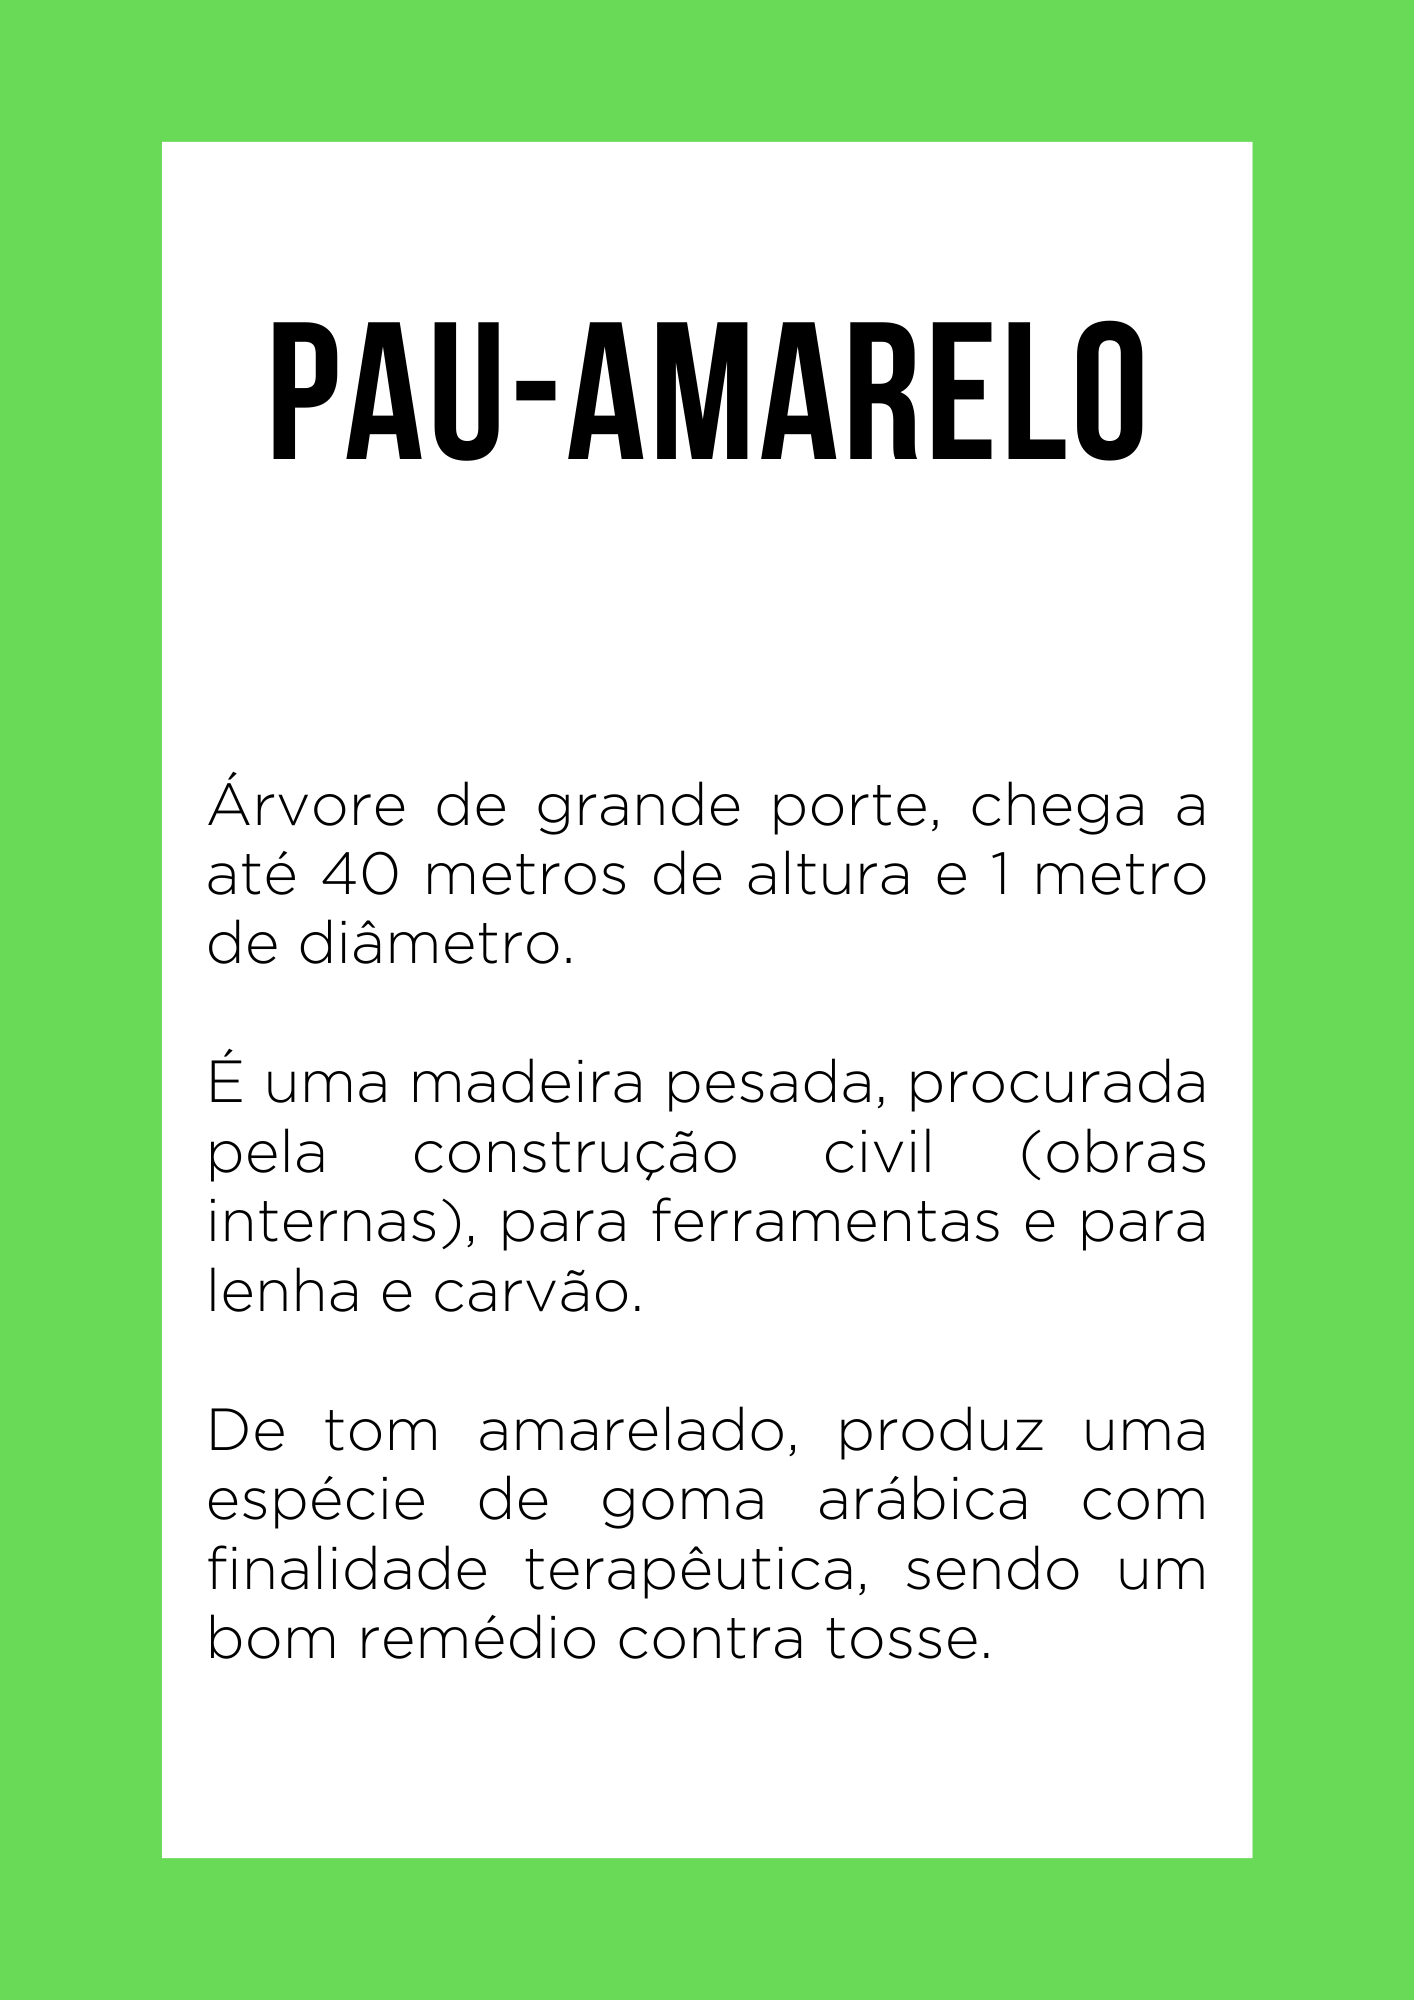 PAU-AMARELO
Árvore de grande porte, chega a
até 40 metros de altura e 1 metro
de diâmetro.
É uma madeira pesada, procurada
pela construção civil (obras
internas), para ferramentas e para
lenha e carvão.
De tom amarelado, produz uma
espécie de goma arábica com
finalidade terapêutica, sendo um
bom remédio contra tosse.